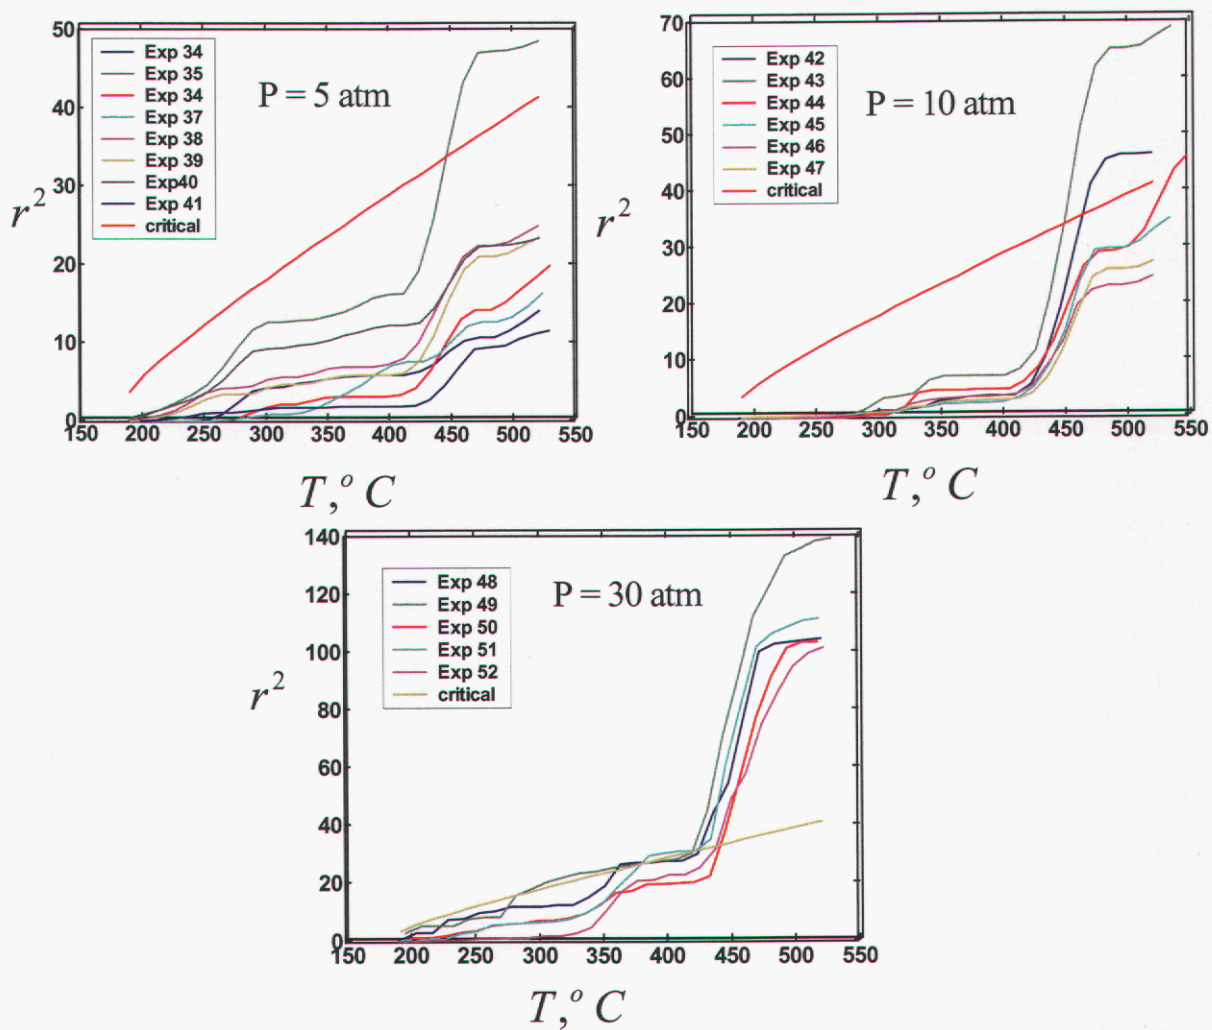 50
40
30
20
10
0
r²
Exp 34
Exp 35
Exp 34
Exp 37
Exp 38
Exp 39
Exp40
Exp 41
critical
P = 5 atm
150 200 250 300 350 400 450 500 550
T,° C
70
60
50
40
30
20
10
0
r²
Exp 42
Exp 43
Exp 44
Exp 45
Exp 46
Exp 47
critical
P = 10 atm
150 200 250 300 350 400 450 500 550
T,° C
140
120
100
80
60
40
20
0
r²
Exp 48
Exp 49
Exp 50
Exp 51
Exp 52
critical
P = 30 atm
150 200 250 300 350 400 450 500 550
T,° C